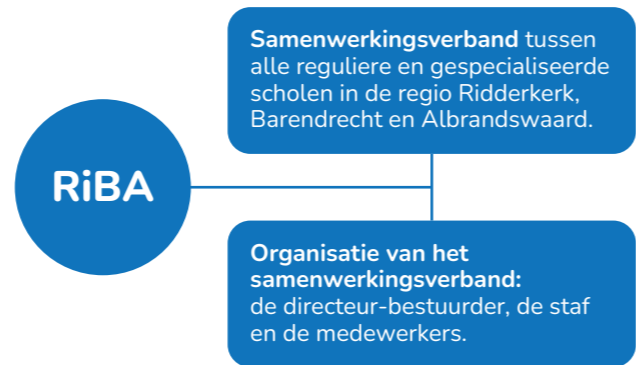 Samenwerkingsverband tussen
alle reguliere en gespecialiseerde
scholen in de regio Ridderkerk,
Barendrecht en Albrandswaard.
RiBA
Organisatie van het
samenwerkingsverband:
de directeur-bestuurder, de staf
en de medewerkers.